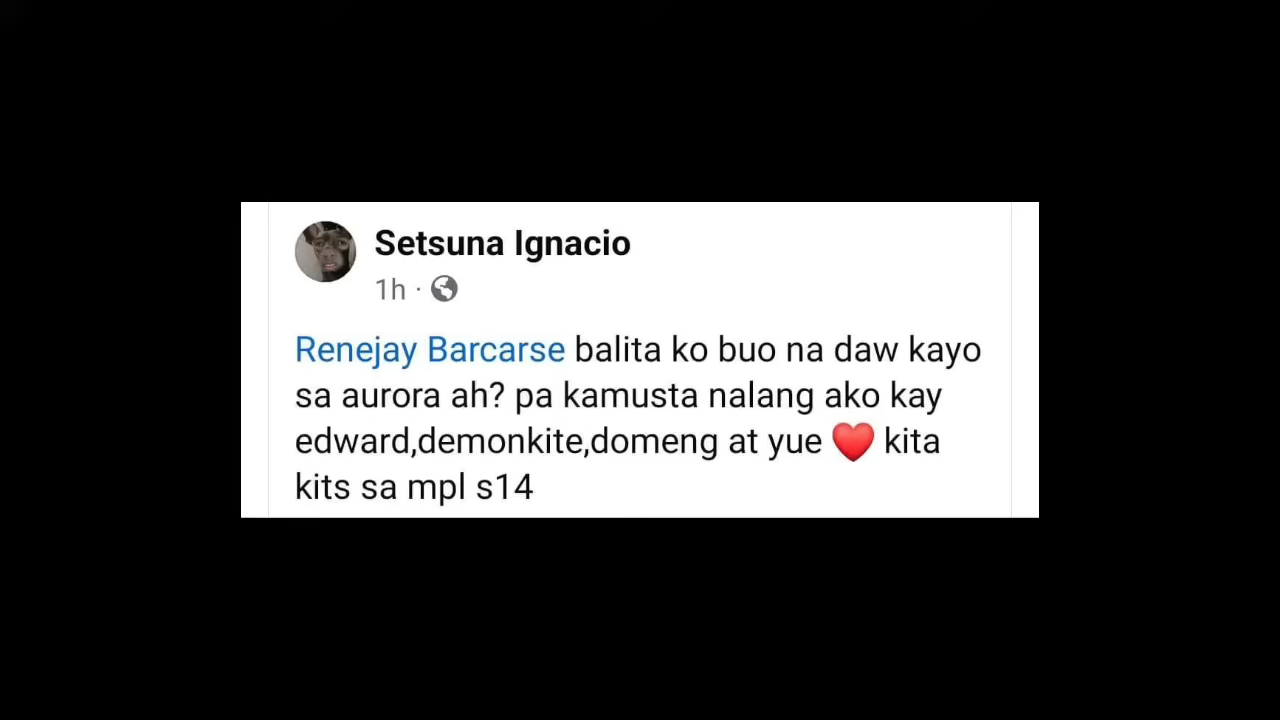 Setsuna Ignacio
1h ·
Renejay Barcarse balita ko buo na daw kayo
sa aurora ah? pa kamusta nalang ako kay
edward,demonkite,domeng at yue ❤️ kita
kits sa mpl s14